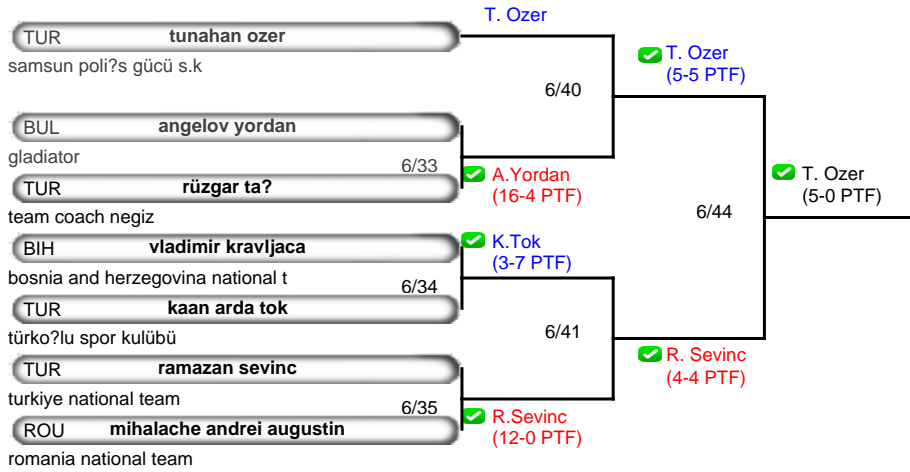 T. Ozer
TUR tunahan ozer
samsun poli?s gücü s.k
T. Ozer
(5-5 PTF)
6/40
BUL angelov yordan
gladiator
6/33
A.Yordan
(16-4 PTF)
TUR rüzgar ta?
team coach negiz
T. Ozer
(5-0 PTF)
6/44
BIH vladimir kravljaca
bosnia and herzegovina national t
6/34
K.Tok
(3-7 PTF)
TUR kaan arda tok
türko?lu spor kulübü
6/41
R. Sevinc
(4-4 PTF)
TUR ramazan sevinc
turkiye national team
6/35
R.Sevinc
(12-0 PTF)
ROU mihalache andrei augustin
romania national team